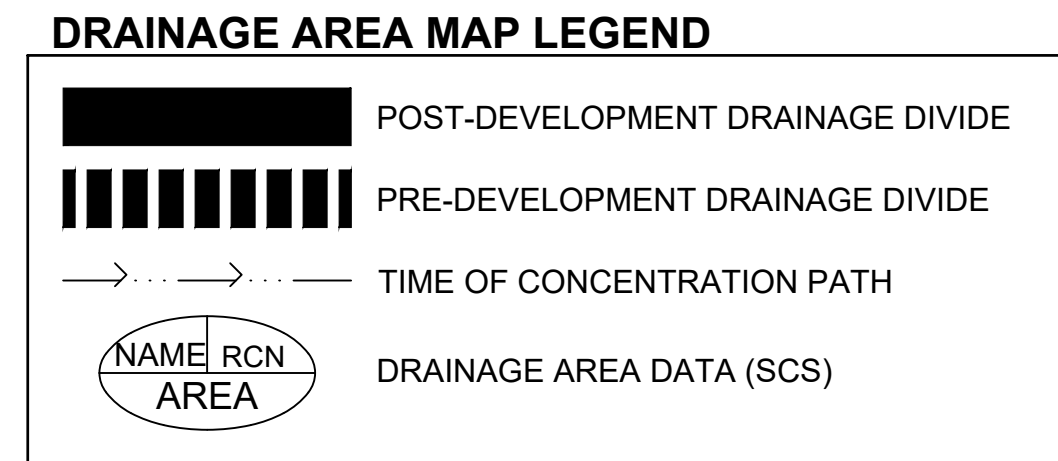 DRAINAGE AREA MAP LEGEND
POST-DEVELOPMENT DRAINAGE DIVIDE
PRE-DEVELOPMENT DRAINAGE DIVIDE
TIME OF CONCENTRATION PATH
NAME RCN
AREA
DRAINAGE AREA DATA (SCS)